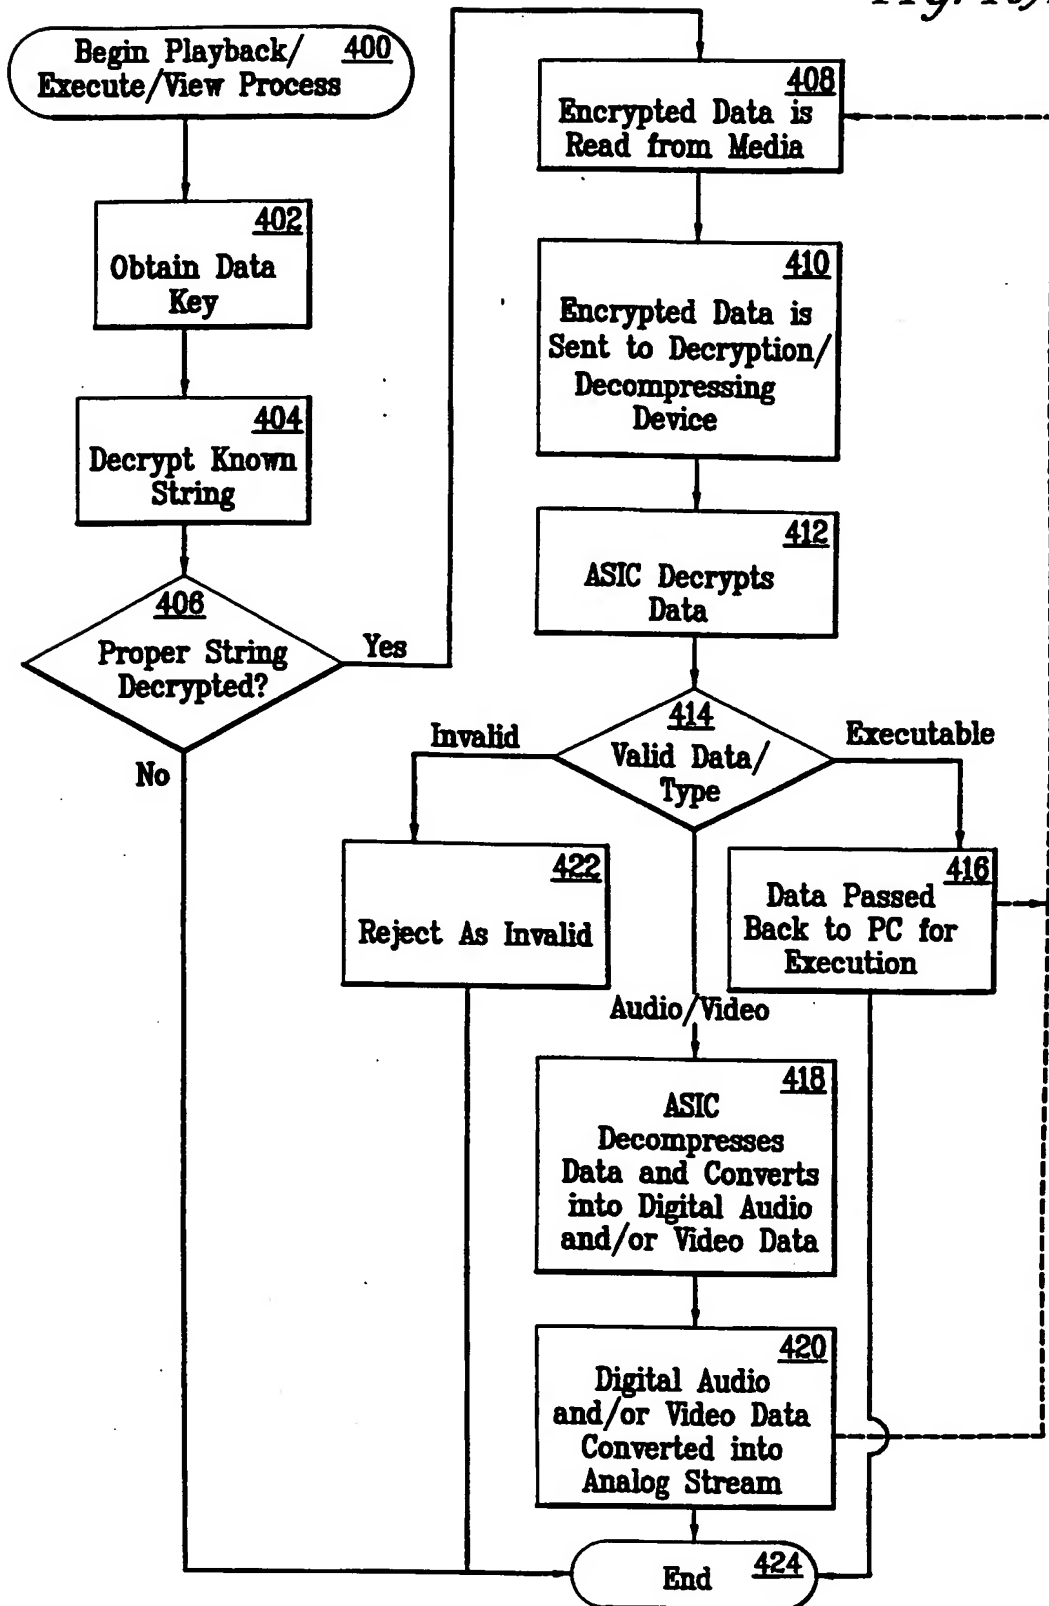 Begin Playback/ 400
Execute/View Process
402
Obtain Data
Key
404
Decrypt Known
String
406
Proper String
Decrypted?
Yes
No
408
Encrypted Data is
Read from Media
410
Encrypted Data is
Sent to Decryption/
Decompressing
Device
412
ASIC Decrypts
Data
414
Valid Data/
Type
Invalid
Executable
422
Reject As Invalid
416
Data Passed
Back to PC for
Execution
Audio/Video
418
ASIC
Decompresses
Data and Converts
into Digital Audio
and/or Video Data
420
Digital Audio
and/or Video Data
Converted into
Analog Stream
End 424